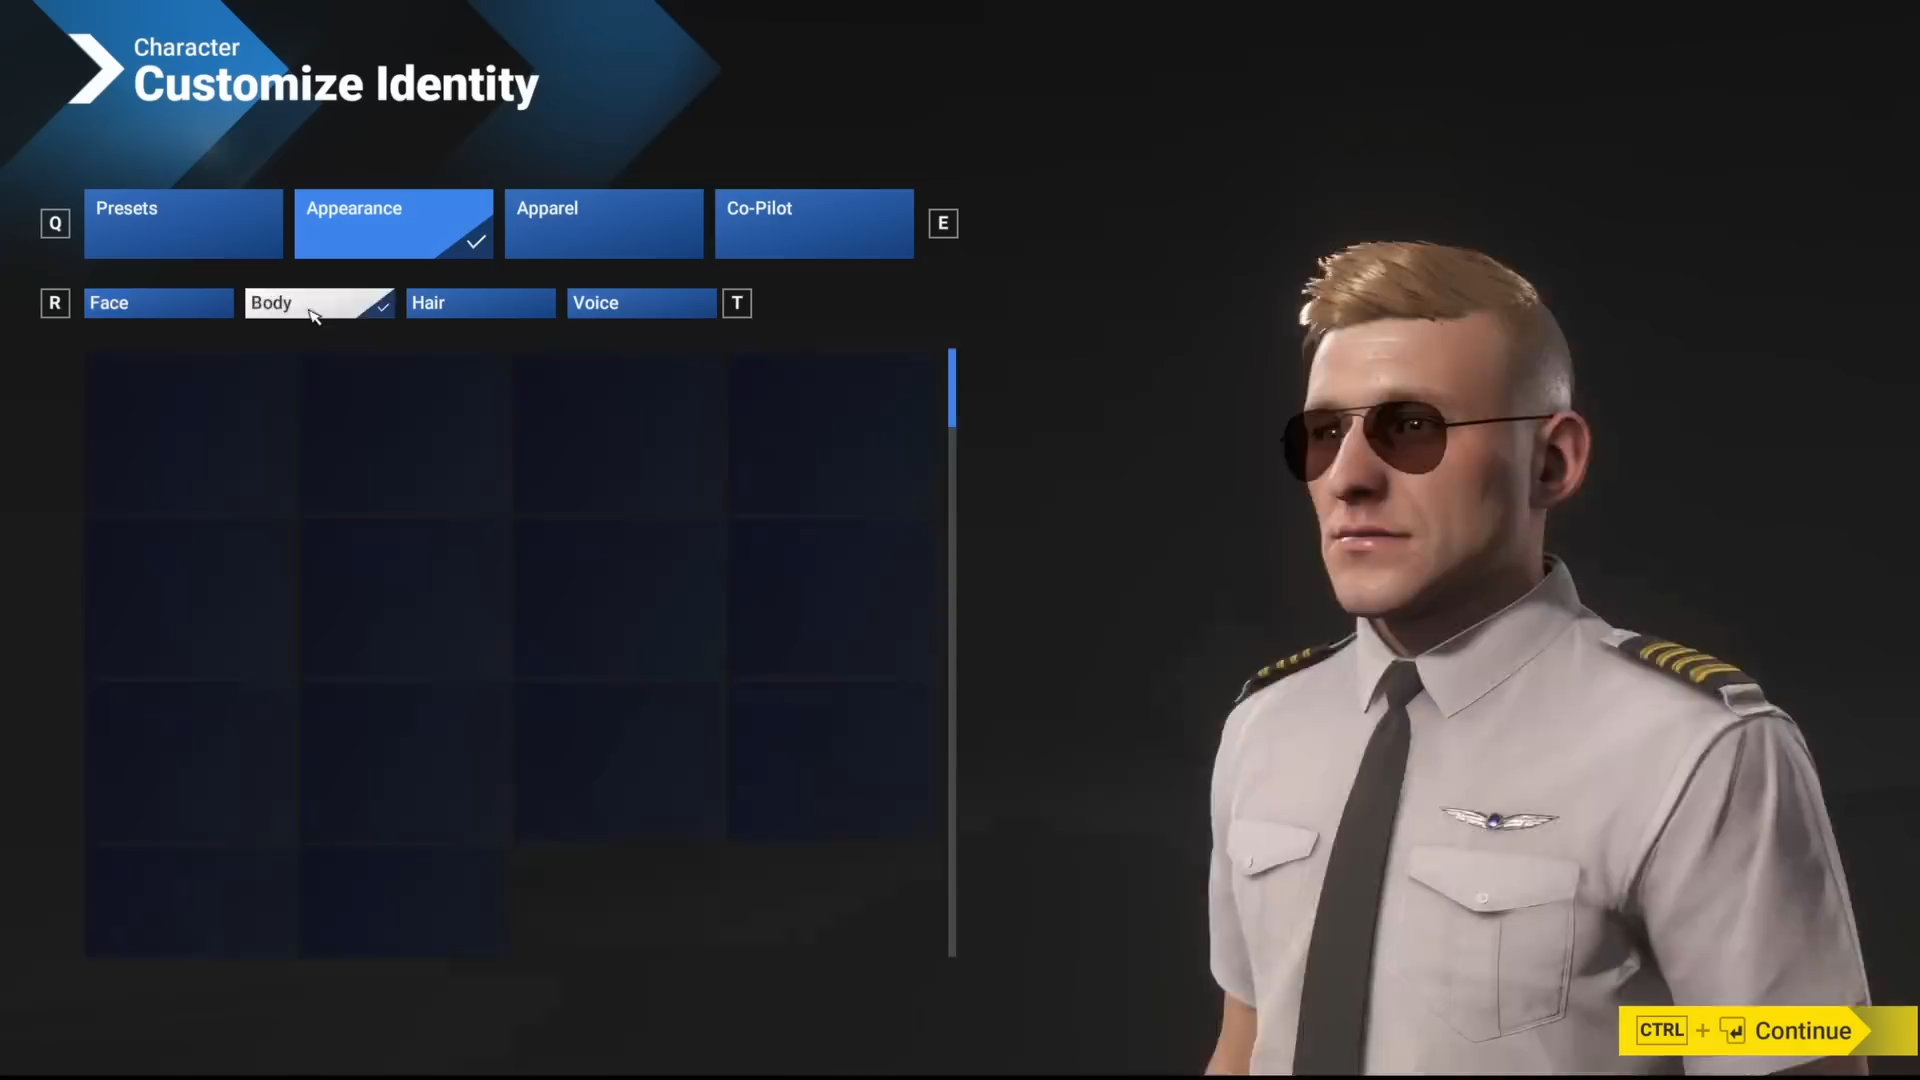 Character
Customize Identity
Q
Presets
Appearance
Apparel
Co-Pilot
E
R
Face
Body
Hair
Voice
T
CTRL + Continue